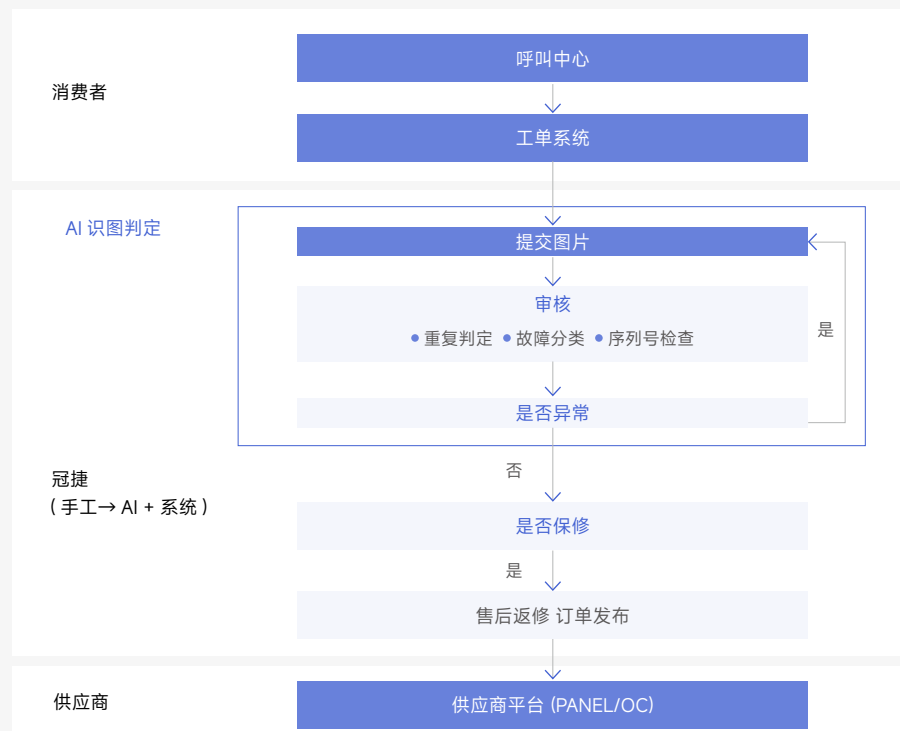 呼叫中心
消费者
工单系统
AI 识图判定
提交图片
审核
是
重复判定 故障分类 序列号检查
是否异常
否
冠捷
( 手工→ AI + 系统 )
是否保修
是
售后返修 订单发布
供应商
供应商平台 (PANEL/OC)